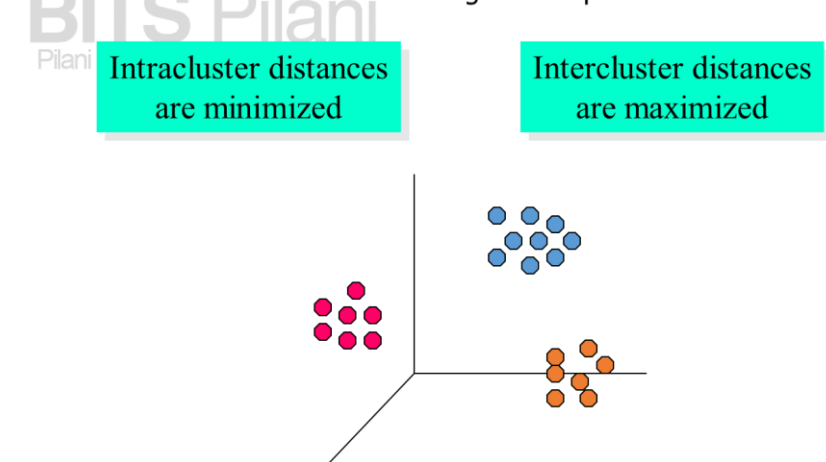 BITS Pilani
Pilani
Intracluster distances
are minimized
Intercluster distances
are maximized